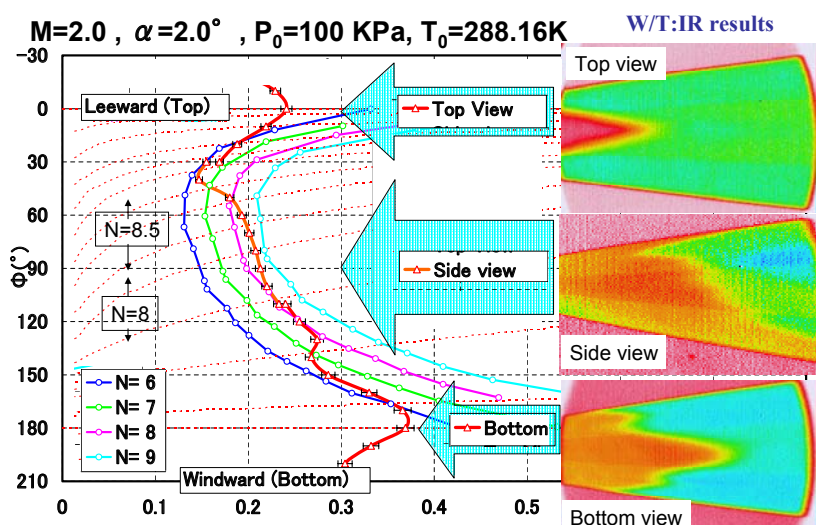 M=2.0 , α=2.0° , P₀=100 KPa, T₀=288.16K
W/T:IR results
-30
0
30
60
90
120
150
180
210
Φ(°)
Leeward (Top)
Top View
N=8.5
Side view
N=8
N= 6
N= 7
N= 8
N= 9
Bottom
Windward (Bottom)
0
0.1
0.2
0.3
0.4
0.5
Top view
Side view
Bottom view